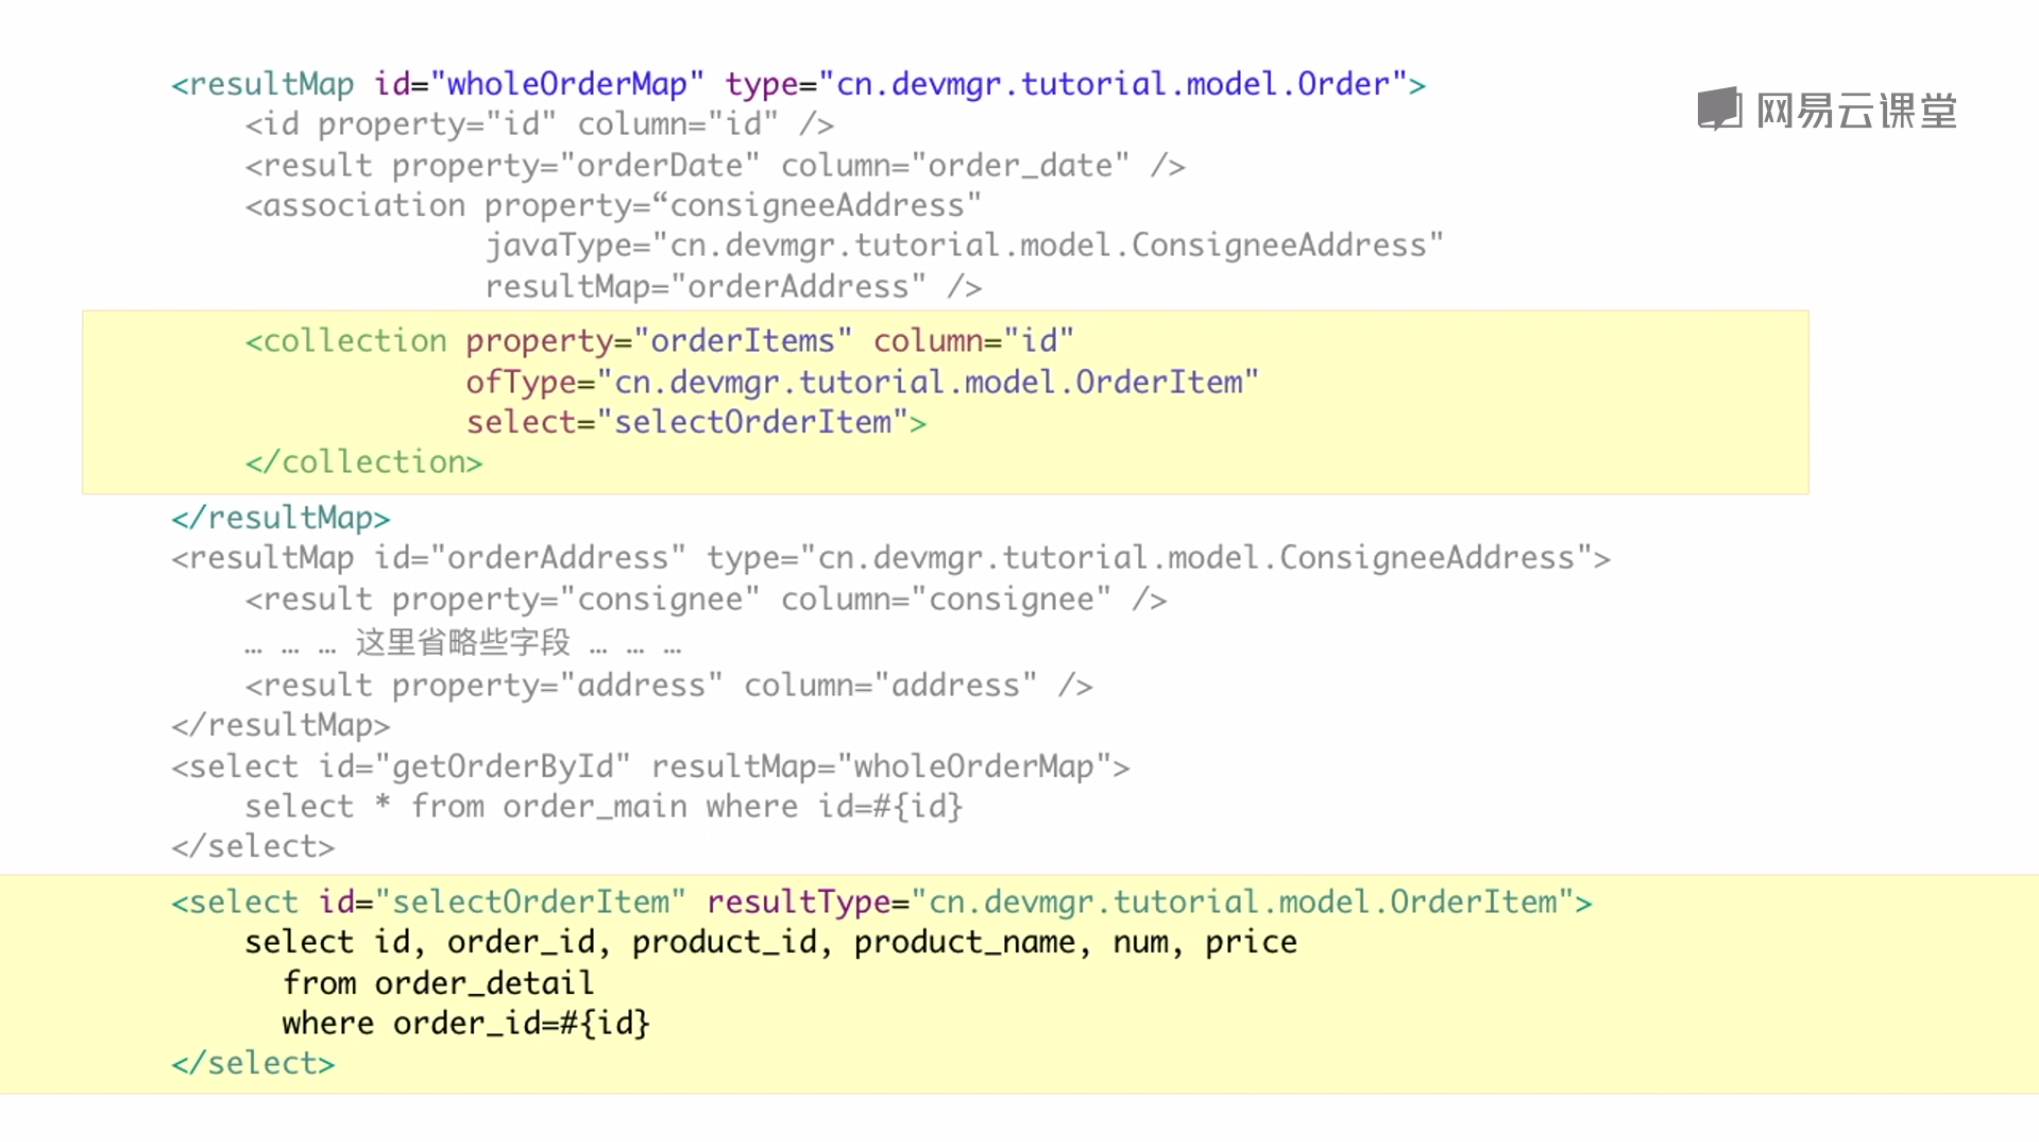 <resultMap id="wholeOrderMap" type="cn.devmgr.tutorial.model.Order">
网易云课堂
<id property="id" column="id" />
<result property="orderDate" column="order_date" />
<association property=“consigneeAddress"
javaType="cn.devmgr.tutorial.model.ConsigneeAddress"
resultMap="orderAddress" />
<collection property="orderItems" column="id"
ofType="cn.devmgr.tutorial.model.OrderItem"
select="selectOrderItem">
</collection>
</resultMap>
<resultMap id="orderAddress" type="cn.devmgr.tutorial.model.ConsigneeAddress">
<result property="consignee" column="consignee" />
… … … 这里省略些字段 … … …
<result property="address" column="address" />
</resultMap>
<select id="getOrderById" resultMap="wholeOrderMap">
select * from order_main where id=#{id}
</select>
<select id="selectOrderItem" resultType="cn.devmgr.tutorial.model.OrderItem">
select id, order_id, product_id, product_name, num, price
from order_detail
where order_id=#{id}
</select>